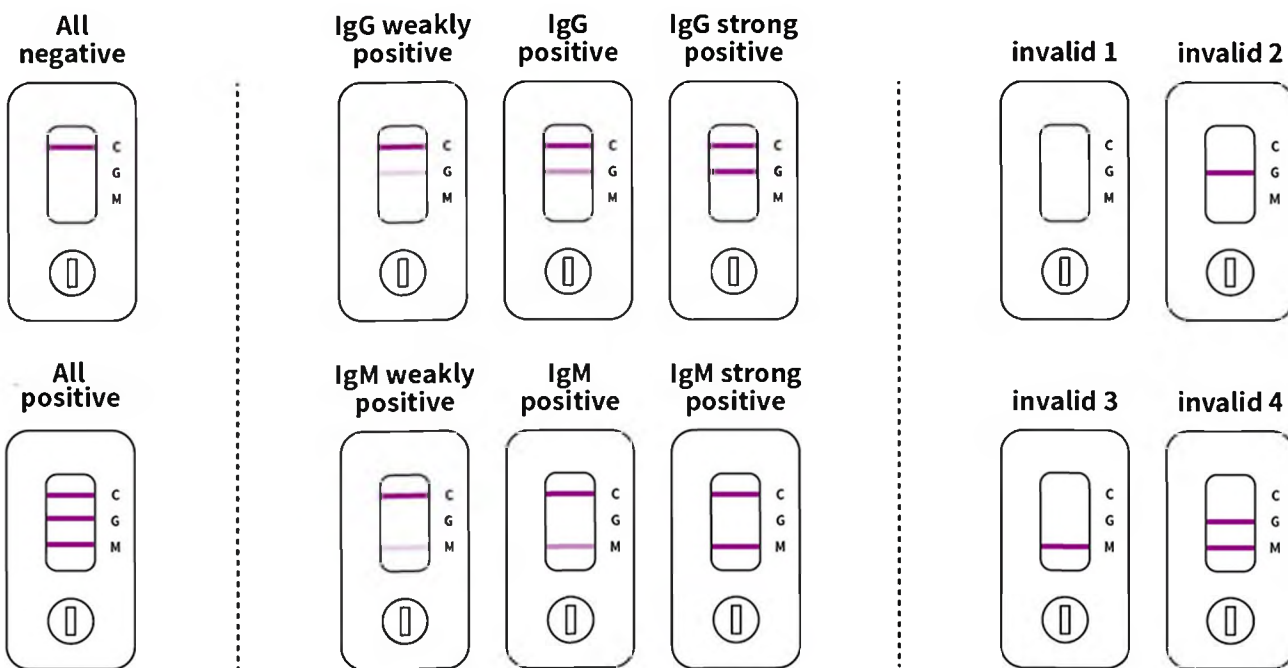 All
negative
IgG weakly
positive
IgG
positive
IgG strong
positive
invalid 1
invalid 2
C
G
M
C
G
M
C
G
M
C
G
M
C
G
M
C
G
M
All
positive
IgM weakly
positive
IgM
positive
IgM strong
positive
invalid 3
invalid 4
C
G
M
C
G
M
C
G
M
C
G
M
C
G
M
C
G
M